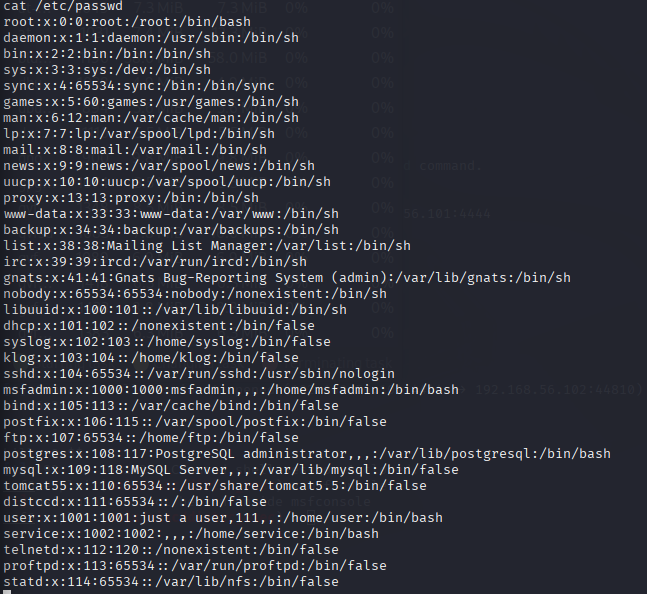 cat /etc/passwd
root:x:0:0:root:/root:/bin/bash
daemon:x:1:1:daemon:/usr/sbin:/bin/sh
bin:x:2:2:bin:/bin:/bin/sh
sys:x:3:3:sys:/dev:/bin/sh
sync:x:4:65534:sync:/bin:/bin/sync
games:x:5:60:games:/usr/games:/bin/sh
man:x:6:12:man:/var/cache/man:/bin/sh
lp:x:7:7:lp:/var/spool/lpd:/bin/sh
mail:x:8:8:mail:/var/mail:/bin/sh
news:x:9:9:news:/var/spool/news:/bin/sh
uucp:x:10:10:uucp:/var/spool/uucp:/bin/sh
proxy:x:13:13:proxy:/bin:/bin/sh
www-data:x:33:33:www-data:/var/www:/bin/sh
backup:x:34:34:backup:/var/backups:/bin/sh
list:x:38:38:Mailing List Manager:/var/list:/bin/sh
irc:x:39:39:ircd:/var/run/ircd:/bin/sh
gnats:x:41:41:Gnats Bug-Reporting System (admin):/var/lib/gnats:/bin/sh
nobody:x:65534:65534:nobody:/nonexistent:/bin/sh
libuuid:x:100:101::/var/lib/libuuid:/bin/sh
dhcp:x:101:102::/nonexistent:/bin/false
syslog:x:102:103::/home/syslog:/bin/false
klog:x:103:104::/home/klog:/bin/false
sshd:x:104:65534::/var/run/sshd:/usr/sbin/nologin
msfadmin:x:1000:1000:msfadmin,,,:/home/msfadmin:/bin/bash
bind:x:105:113::/var/cache/bind:/bin/false
postfix:x:106:115::/var/spool/postfix:/bin/false
ftp:x:107:65534::/home/ftp:/bin/false
postgres:x:108:117:PostgreSQL administrator,,,:/var/lib/postgresql:/bin/bash
mysql:x:109:118:MySQL Server,,,:/var/lib/mysql:/bin/false
tomcat55:x:110:65534::/usr/share/tomcat5.5:/bin/false
distccd:x:111:65534::/:/bin/false
user:x:1001:1001:just a user,111,,:/home/user:/bin/bash
service:x:1002:1002:,,,:/home/service:/bin/bash
telnetd:x:112:120::/nonexistent:/bin/false
proftpd:x:113:65534::/var/run/proftpd:/bin/false
statd:x:114:65534::/var/lib/nfs:/bin/false